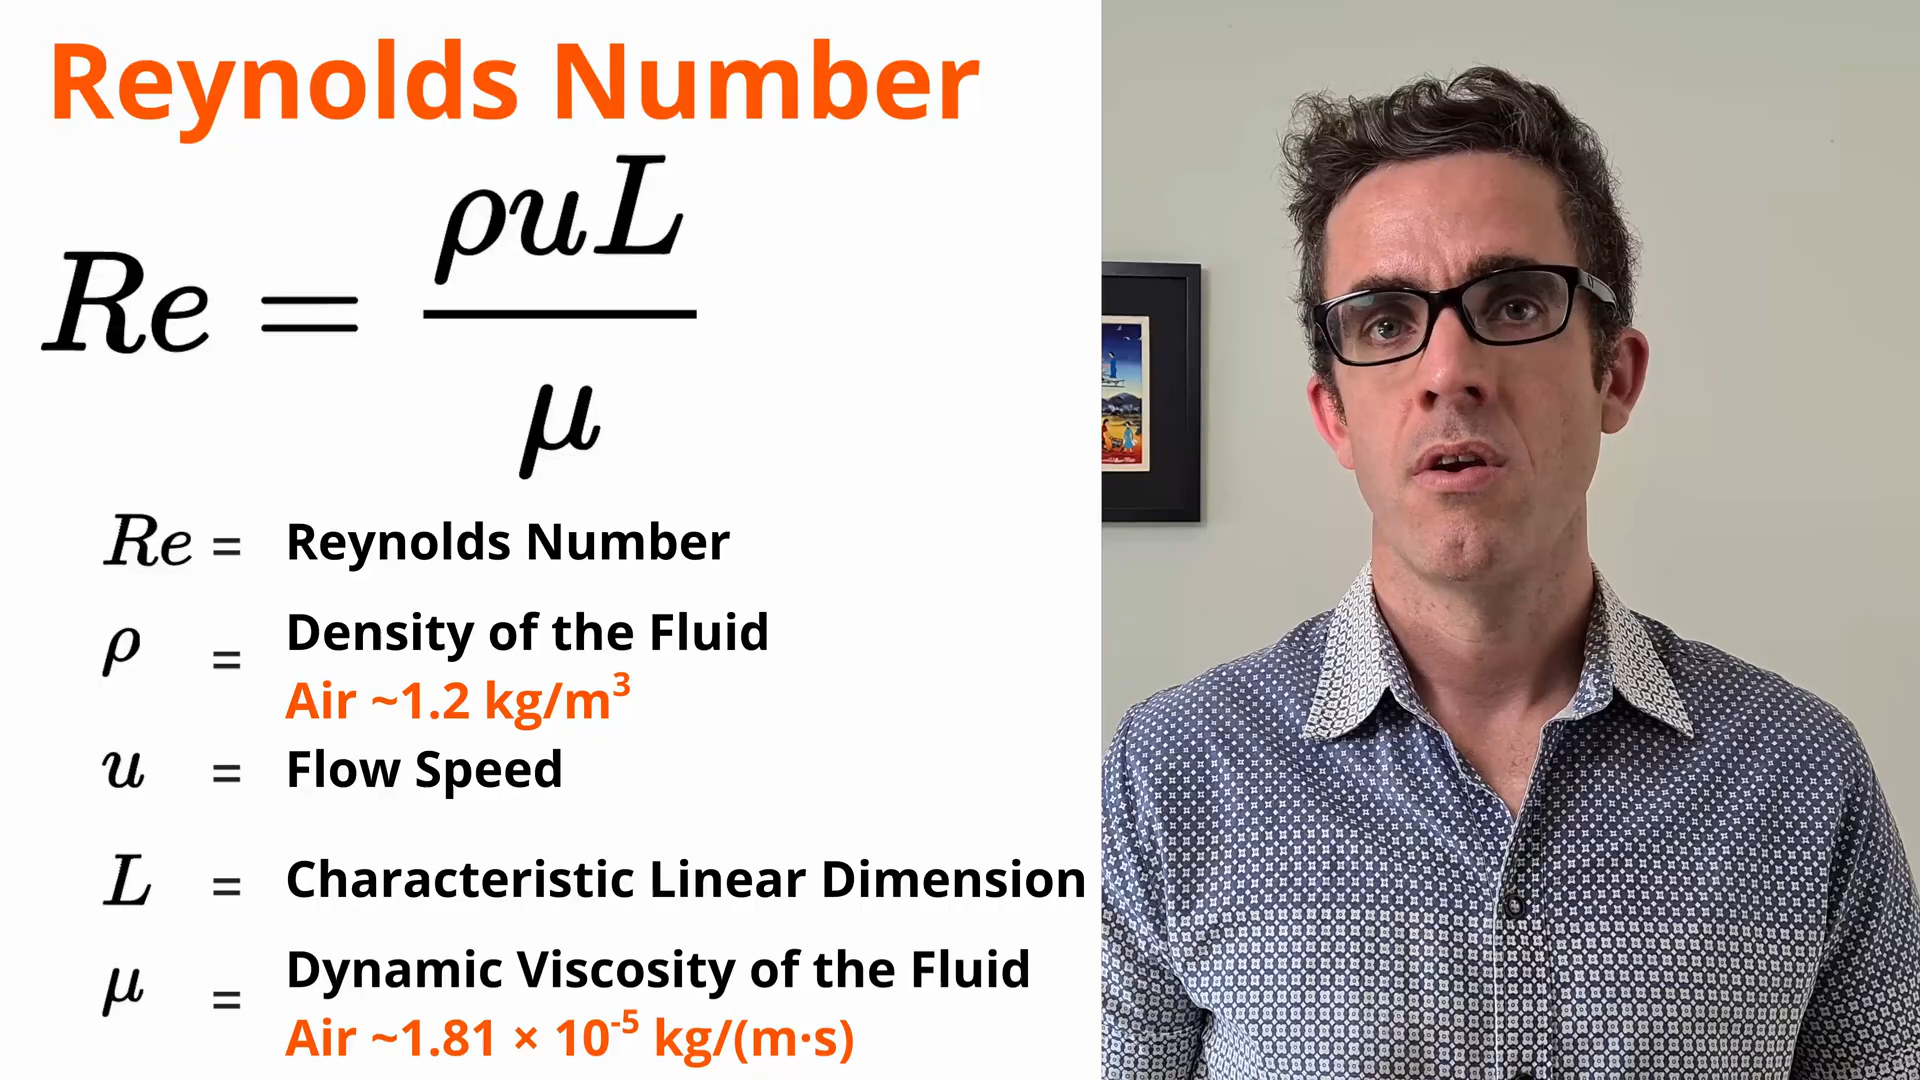 Reynolds Number
Re = ρuL / μ
Re = Reynolds Number
ρ = Density of the Fluid
Air ~1.2 kg/m³
u = Flow Speed
L = Characteristic Linear Dimension
μ = Dynamic Viscosity of the Fluid
Air ~1.81 × 10⁻⁵ kg/(m·s)